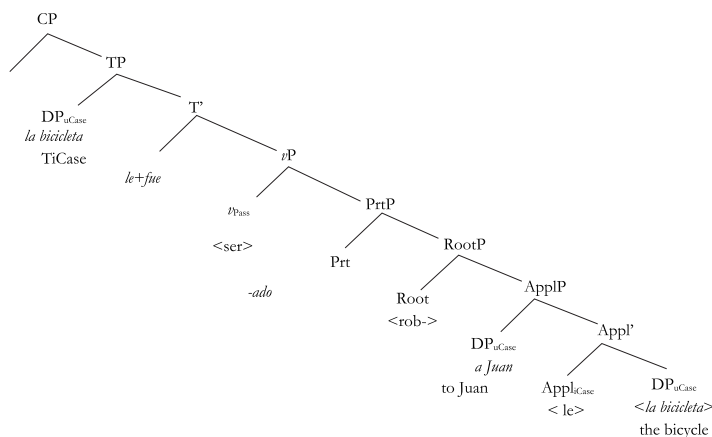 CP
TP
DPuCase
la bicicleta
TiCase
T'
le+fue
vP
vPass
<ser>
PrtP
Prt
-ado
RootP
Root
<rob->
ApplP
DPuCase
a Juan
to Juan
Appl'
AppliCase
< le>
DPuCase
<la bicicleta>
the bicycle